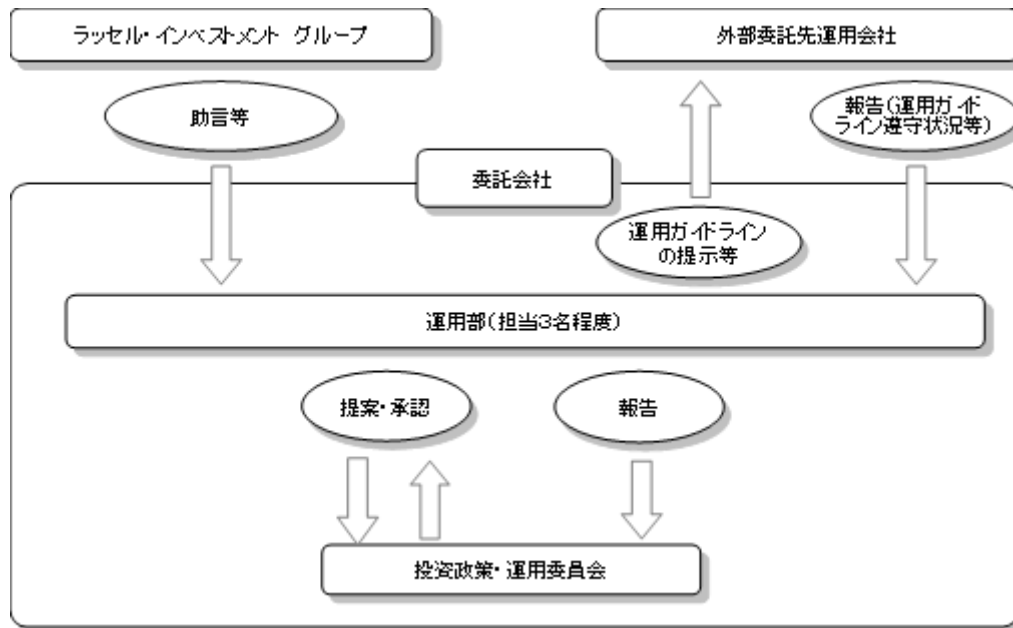 ラッセル・インベストメント グループ
外部委託先運用会社
助言等
報告(運用ガイド
ライン遵守状況等)
委託会社
運用ガイドライン
の提示等
運用部(担当3名程度)
提案・承認
報告
投資政策・運用委員会